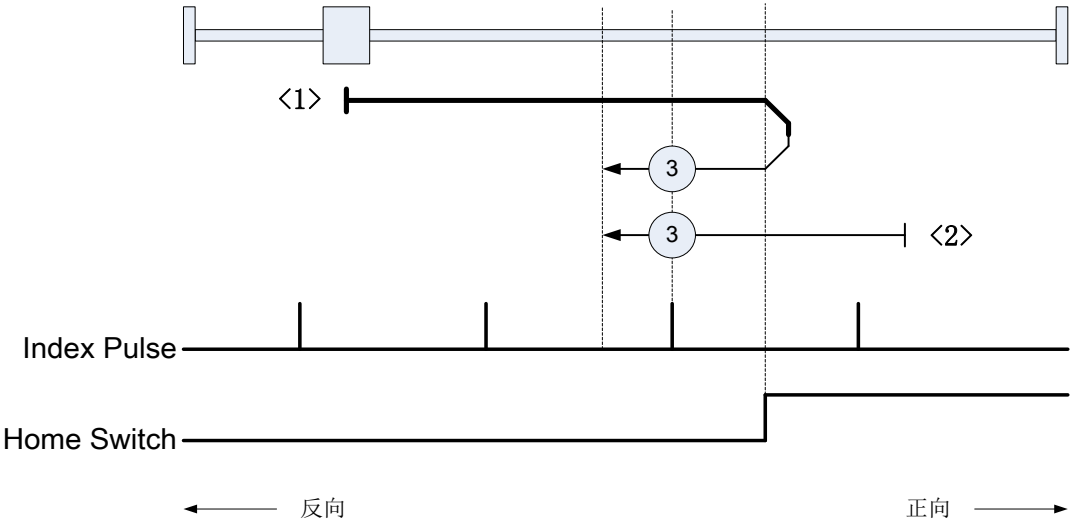 <1>
3
3
<2>
Index Pulse
Home Switch
反向
正向